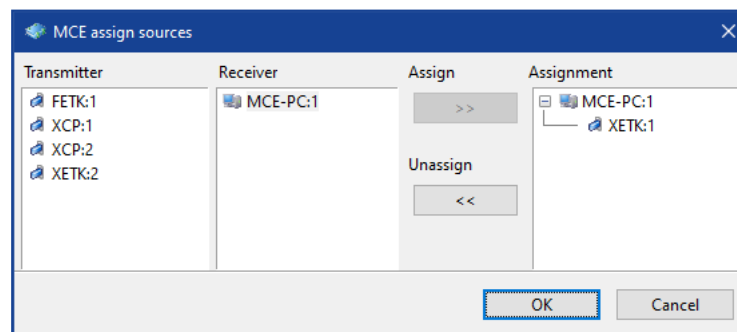 MCE assign sources
Transmitter
FETK:1
XCP:1
XCP:2
XETK:2
Receiver
MCE-PC:1
Assign
>>
Unassign
<<
Assignment
MCE-PC:1
XETK:1
OK
Cancel